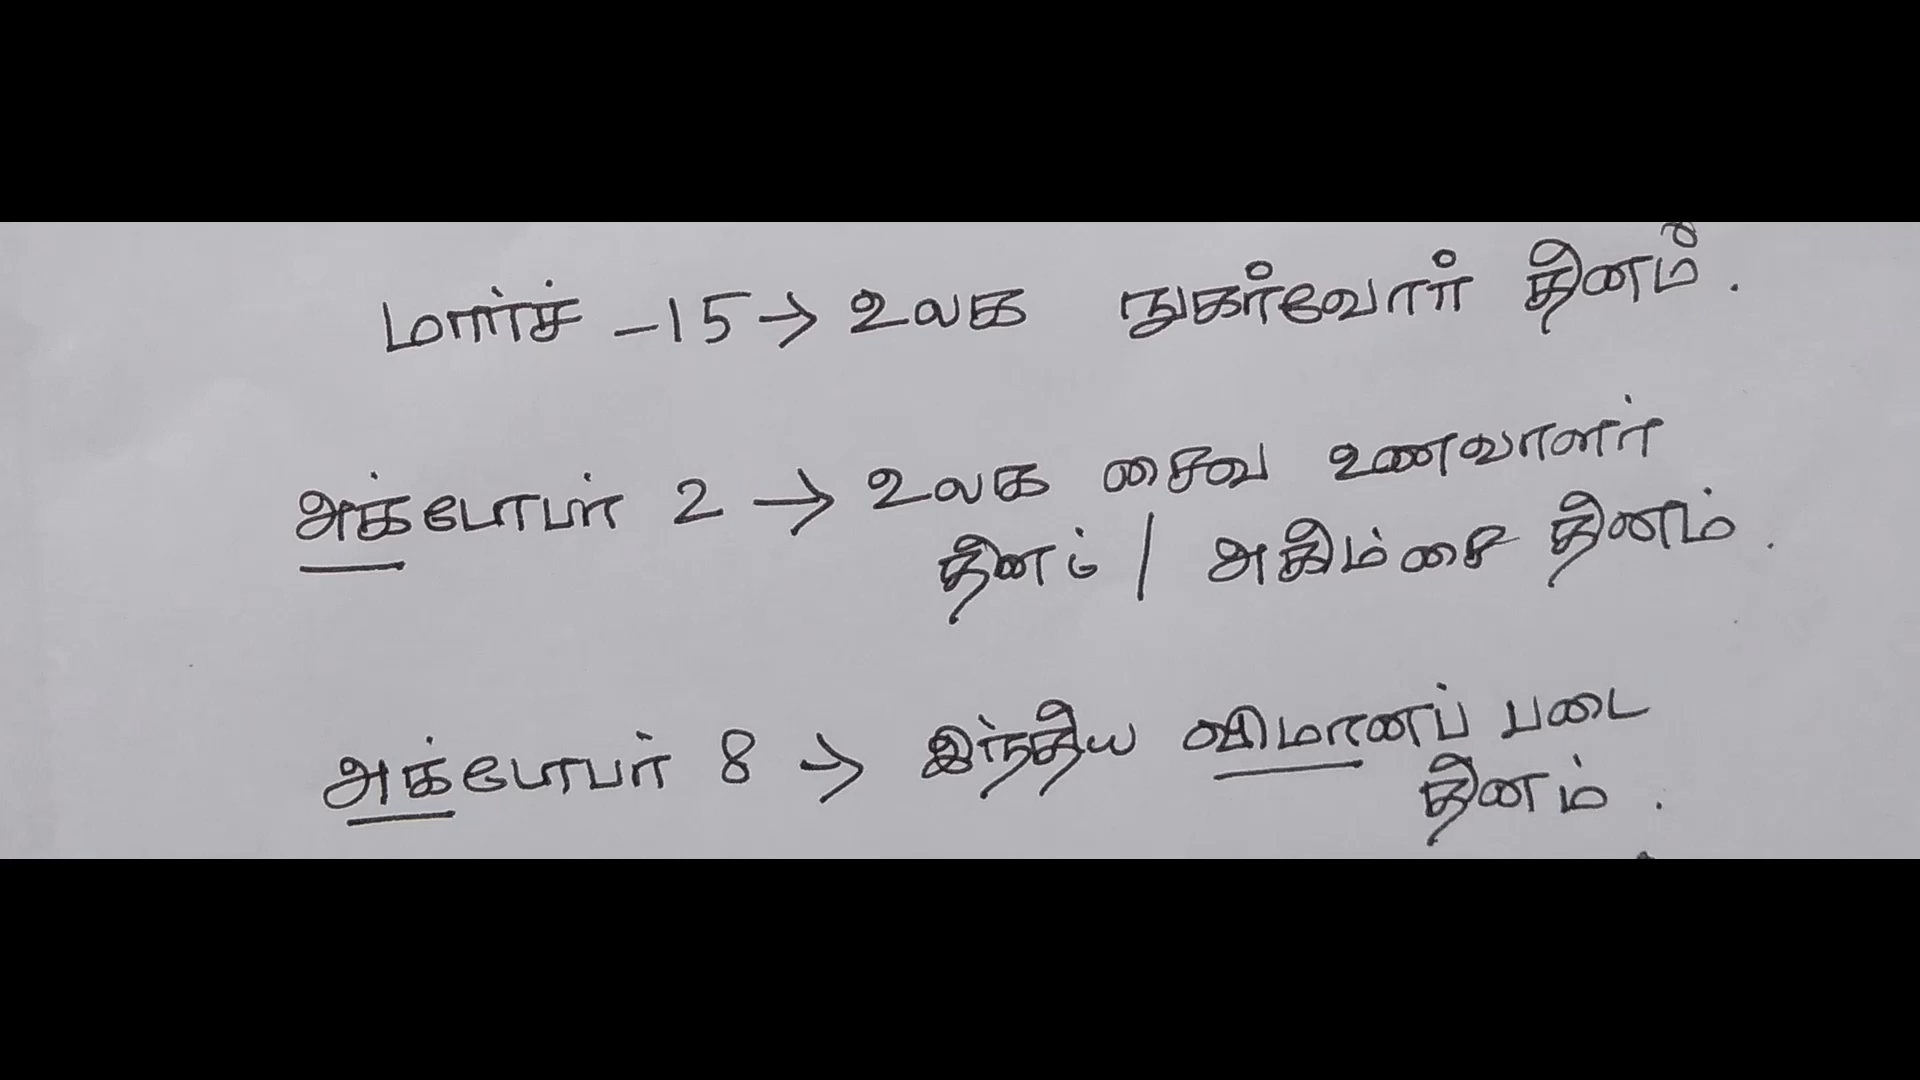 மார்ச் -15 → உலக நுகர்வோர் தினம்.
அக்டோபர் 2 → உலக சைவ உணவாளர்
தினம் / அகிம்சை தினம்.
அக்டோபர் 8 → இந்திய விமானப் படை
தினம்.